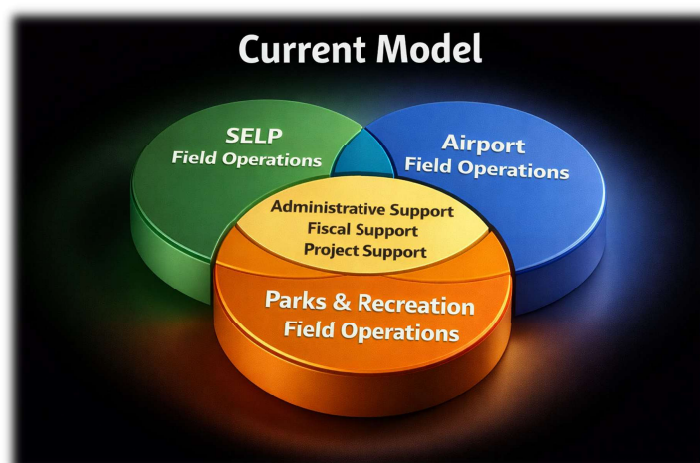 Current Model
SELP
Field Operations
Airport
Field Operations
Administrative Support
Fiscal Support
Project Support
Parks & Recreation
Field Operations